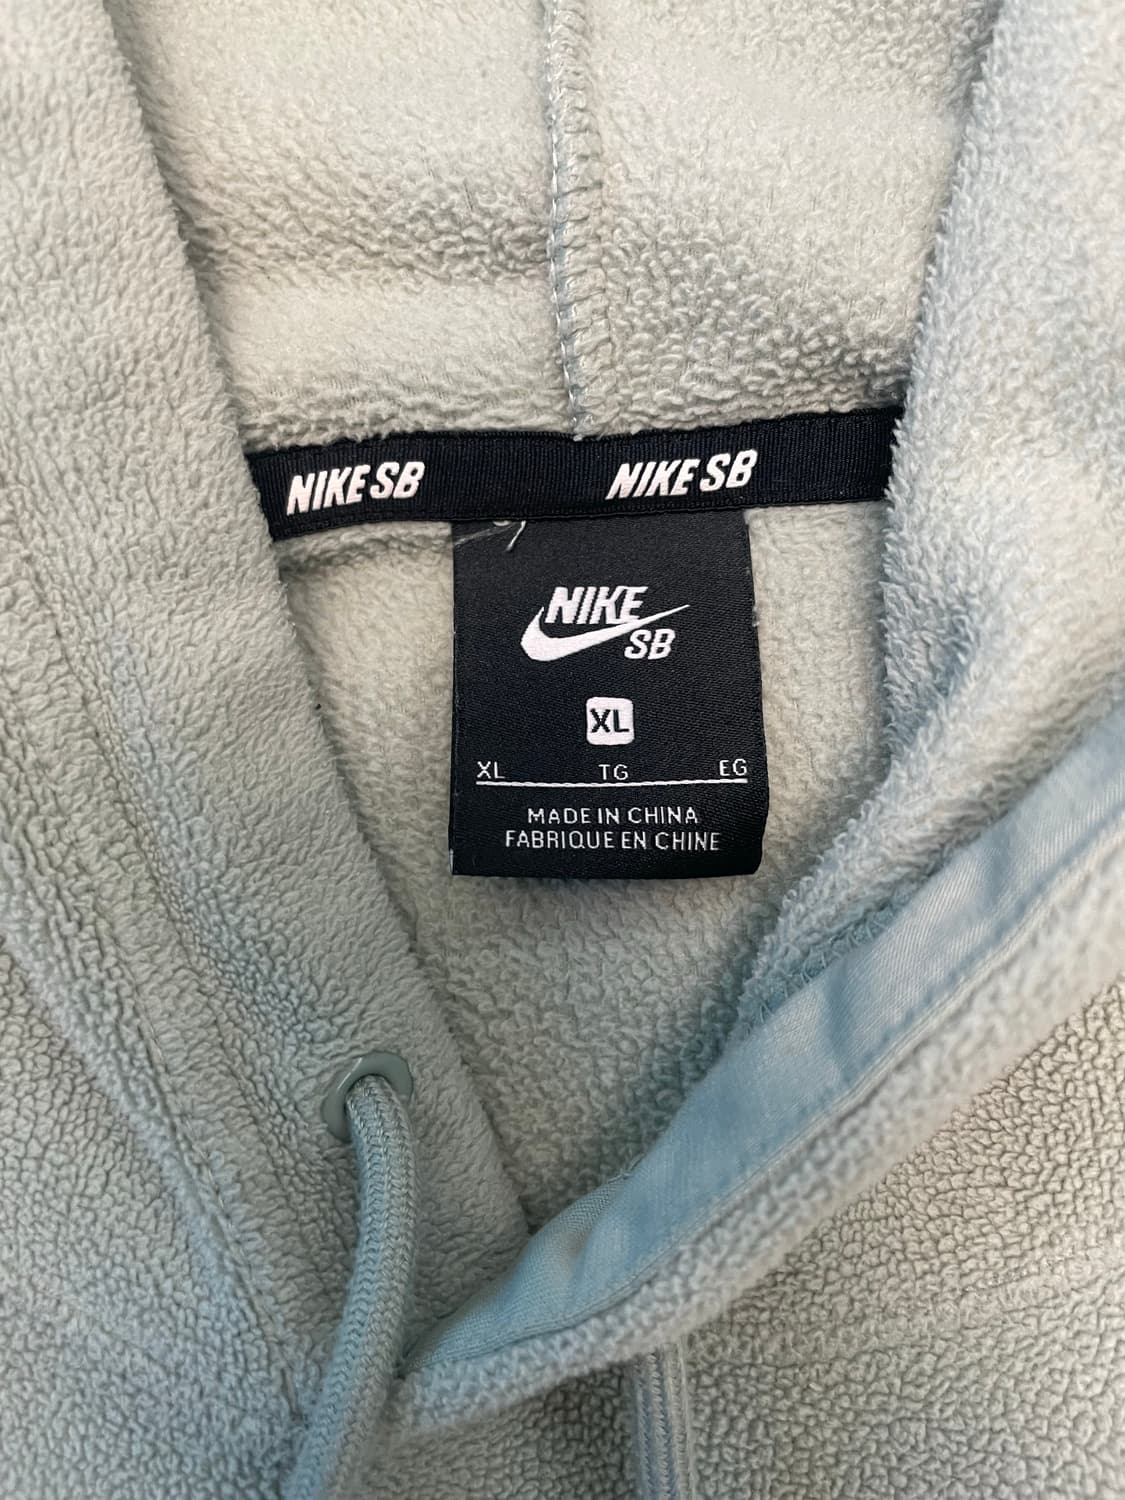 NIKE SB NIKE SB
NIKE
SB
XL
XL TG EG
MADE IN CHINA
FABRIQUE EN CHINE